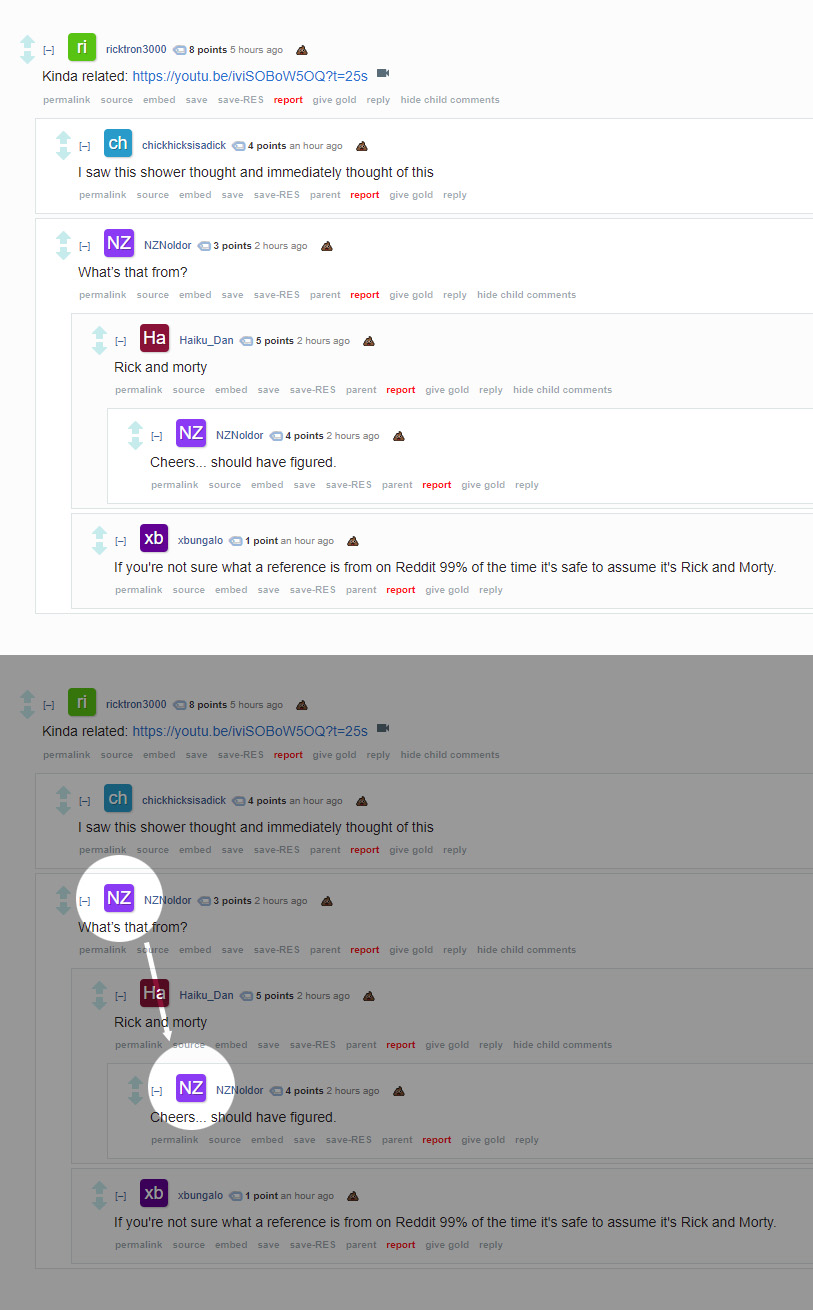 [–] ri ricktron3000 8 points 5 hours ago
Kinda related: https://youtu.be/iviSOBoW5OQ?t=25s
permalink source embed save save-RES report give gold reply hide child comments
[–] ch chickhicksisadick 4 points an hour ago
I saw this shower thought and immediately thought of this
permalink source embed save save-RES parent report give gold reply
[–] NZ NZNoldor 3 points 2 hours ago
What's that from?
permalink source embed save save-RES parent report give gold reply hide child comments
[–] Ha Haiku_Dan 5 points 2 hours ago
Rick and morty
permalink source embed save save-RES parent report give gold reply hide child comments
[–] NZ NZNoldor 4 points 2 hours ago
Cheers... should have figured.
permalink source embed save save-RES parent report give gold reply
[–] xb xbungalo 1 point an hour ago
If you're not sure what a reference is from on Reddit 99% of the time it's safe to assume it's Rick and Morty.
permalink source embed save save-RES parent report give gold reply
[–] ri ricktron3000 8 points 5 hours ago
Kinda related: https://youtu.be/iviSOBoW5OQ?t=25s
permalink source embed save save-RES report give gold reply hide child comments
[–] ch chickhicksisadick 4 points an hour ago
I saw this shower thought and immediately thought of this
permalink source embed save save-RES parent report give gold reply
[–] NZ NZNoldor 3 points 2 hours ago
What's that from?
permalink source embed save save-RES parent report give gold reply hide child comments
[–] Ha Haiku_Dan 5 points 2 hours ago
Rick and morty
permalink source embed save save-RES parent report give gold reply hide child comments
[–] NZ NZNoldor 4 points 2 hours ago
Cheers... should have figured.
permalink source embed save save-RES parent report give gold reply
[–] xb xbungalo 1 point an hour ago
If you're not sure what a reference is from on Reddit 99% of the time it's safe to assume it's Rick and Morty.
permalink source embed save save-RES parent report give gold reply